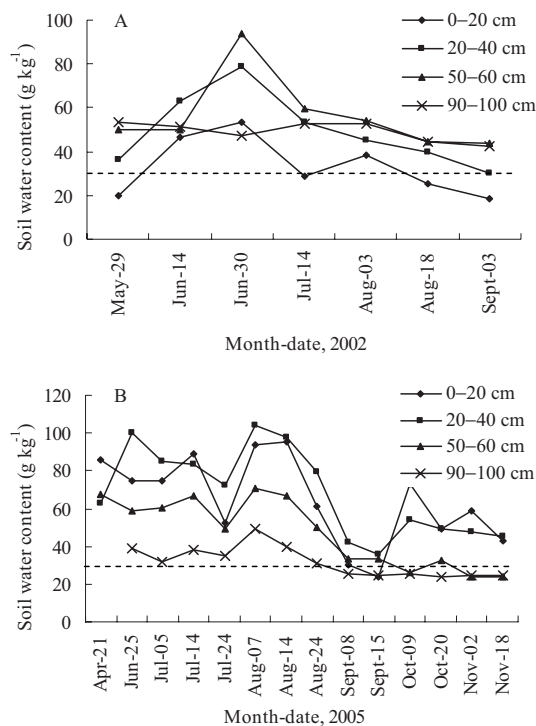 A
0–20 cm
20–40 cm
50–60 cm
90–100 cm
Soil water content (g kg⁻¹)
100
80
60
40
20
0
May-29
Jun-14
Jun-30
Jul-14
Aug-03
Aug-18
Sept-03
Month-date, 2002
B
0–20 cm
20–40 cm
50–60 cm
90–100 cm
Soil water content (g kg⁻¹)
120
100
80
60
40
20
0
Apr-21
Jun-25
Jul-05
Jul-14
Jul-24
Aug-07
Aug-14
Aug-24
Sept-08
Sept-15
Oct-09
Oct-20
Nov-02
Nov-18
Month-date, 2005